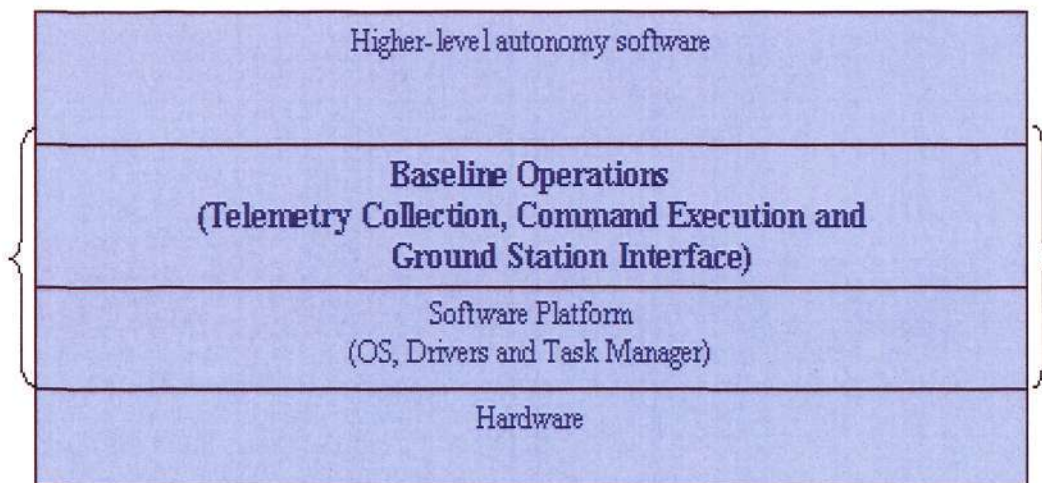 Higher-level autonomy software
Baseline Operations
(Telemetry Collection, Command Execution and
Ground Station Interface)
Software Platform
(OS, Drivers and Task Manager)
Hardware